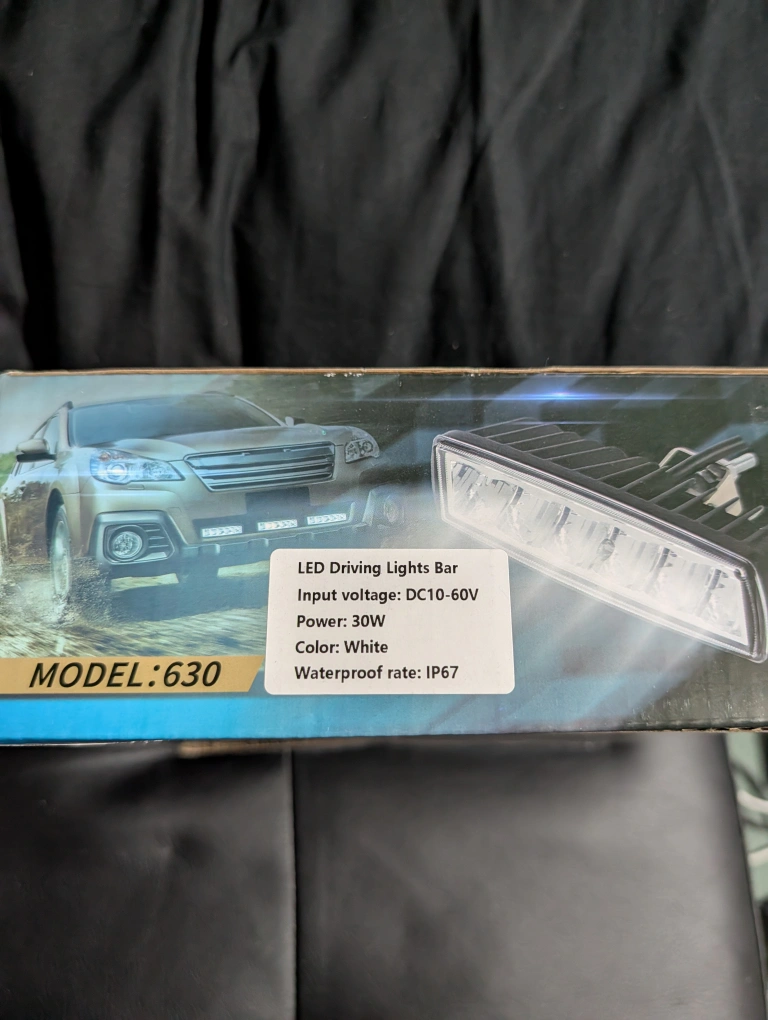 LED Driving Lights Bar
Input voltage: DC10-60V
Power: 30W
Color: White
Waterproof rate: IP67
MODEL:630